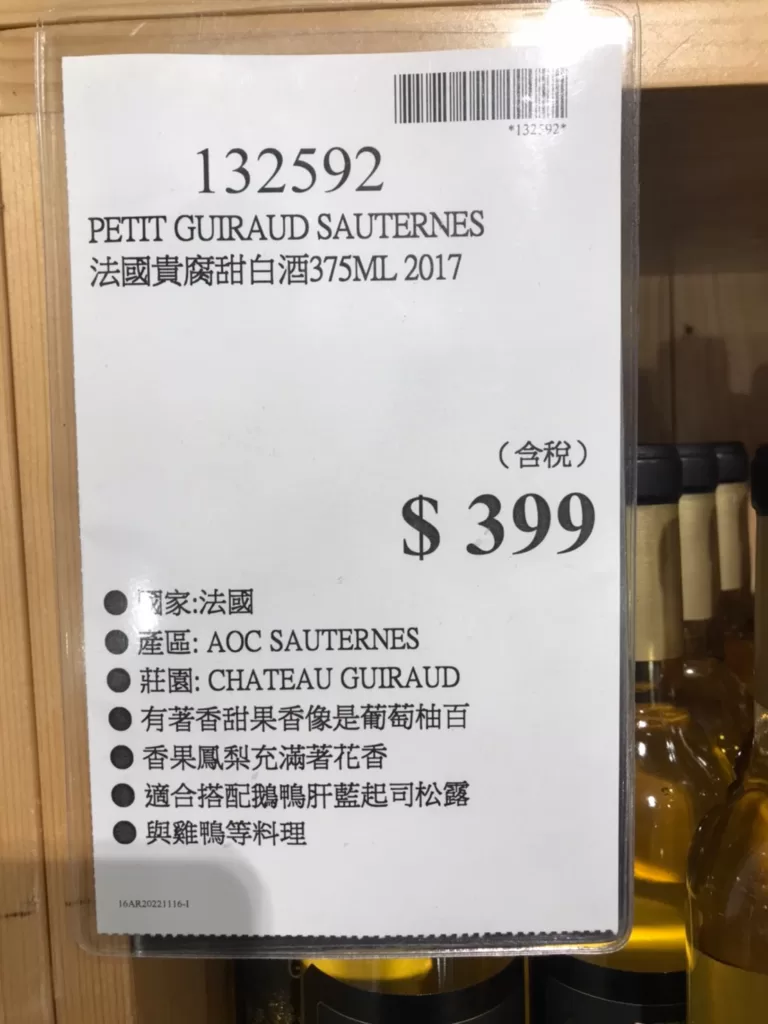 *132592*
132592
PETIT GUIRAUD SAUTERNES
法國貴腐甜白酒375ML 2017
（含稅）
$ 399
● 國家:法國
● 產區: AOC SAUTERNES
● 莊園: CHATEAU GUIRAUD
● 有著香甜果香像是葡萄柚百
● 香果鳳梨充滿著花香
● 適合搭配鵝鴨肝藍起司松露
● 與雞鴨等料理
16AR20221116-I